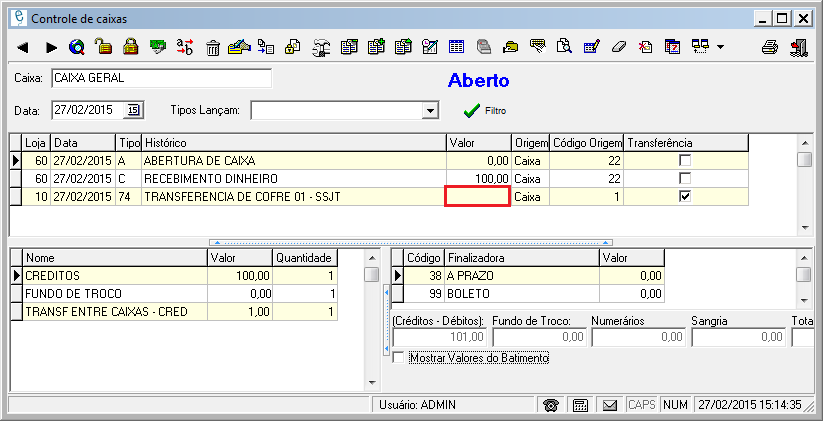 Controle de caixas
Caixa: CAIXA GERAL
Aberto
Data: 27/02/2015 15 Tipos Lançam: Filtro
Loja Data Tipo Histórico Valor Origem Código Origem Transferência
60 27/02/2015 A ABERTURA DE CAIXA 0,00 Caixa 22
60 27/02/2015 C RECEBIMENTO DINHEIRO 100,00 Caixa 22
10 27/02/2015 74 TRANSFERENCIA DE COFRE 01 - SSJT Caixa 1
Nome Valor Quantidade
CREDITOS 100,00 1
FUNDO DE TROCO 0,00 1
TRANSF ENTRE CAIXAS - CRED 1,00 1
Código Finalizadora Valor
38 A PRAZO 0,00
99 BOLETO 0,00
(Créditos - Débitos): Fundo de Troco: Numerários Sangria Tota
101,00 0,00 0,00 0,00
Mostrar Valores do Batimento
Usuário: ADMIN CAPS NUM 27/02/2015 15:14:35